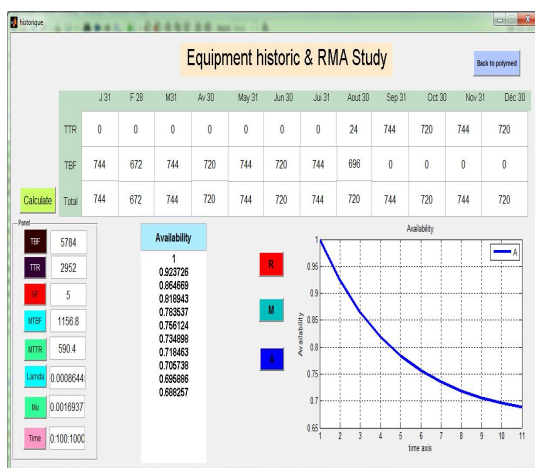 historique
Equipment historic & RMA Study
Back to polymed
J 31 F 28 M31 Av 30 May 31 Jun 30 Jui 31 Aout 30 Sep 31 Oct 30 Nov 31 Déc 30
TTR 0 0 0 0 0 0 0 24 744 720 744 720
TBF 744 672 744 720 744 720 744 696 0 0 0 0
Calculate Total 744 672 744 720 744 720 744 720 744 720 744 720
Panel
TBF 5784
TTR 2952
5
MTBF 1156.8
MTTR 590.4
Lamda 0.0008644
Mu 0.0016937
Time 0:100:1000
Availability
1
0.923726
0.864669
0.818943
0.783537
0.756124
0.734898
0.718463
0.705738
0.695886
0.688257
R
M
A
Availability
A
1
0.95
0.9
0.85
0.8
0.75
0.7
0.65
Availability
1 2 3 4 5 6 7 8 9 10 11
time axis